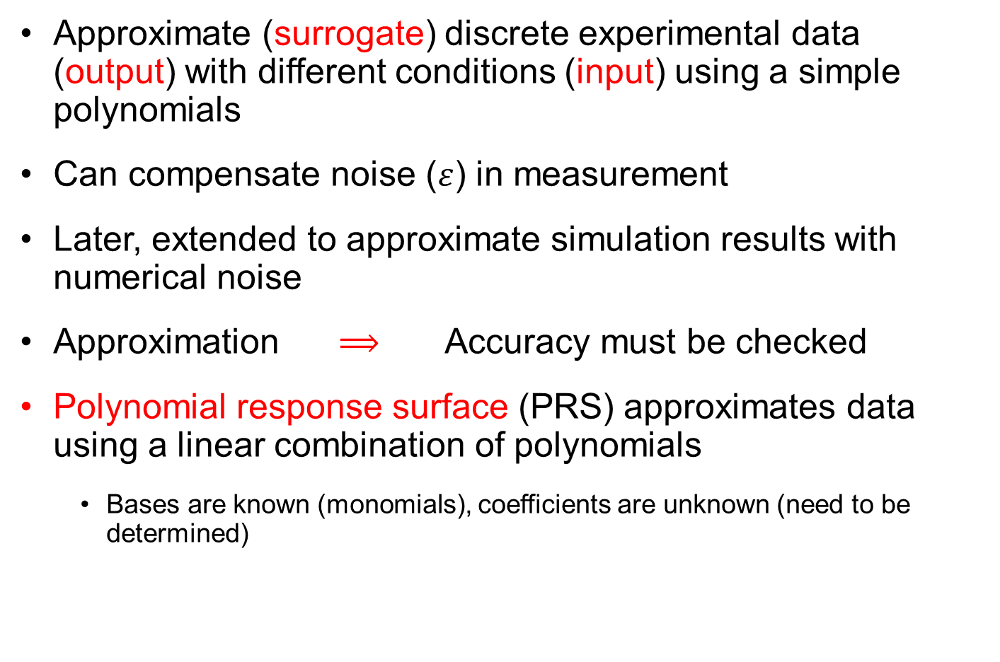 • Approximate (surrogate) discrete experimental data
(output) with different conditions (input) using a simple
polynomials
• Can compensate noise (𝜀) in measurement
• Later, extended to approximate simulation results with
numerical noise
• Approximation ⟹ Accuracy must be checked
• Polynomial response surface (PRS) approximates data
using a linear combination of polynomials
• Bases are known (monomials), coefficients are unknown (need to be
determined)